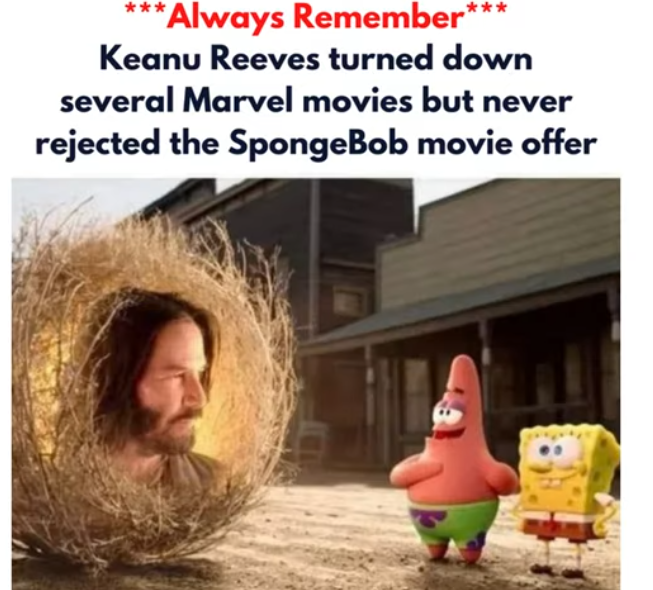 ***Always Remember***
Keanu Reeves turned down
several Marvel movies but never
rejected the SpongeBob movie offer